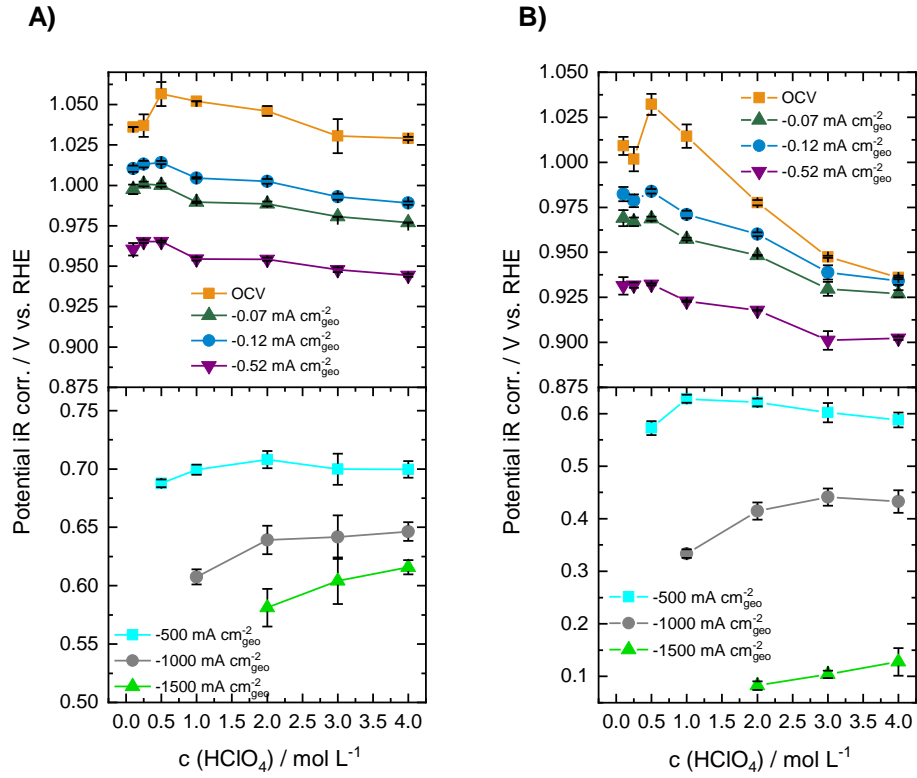 A)
B)
Potential iR corr. / V vs. RHE
1.050
1.025
1.000
0.975
0.950
0.925
0.900
0.875
OCV
-0.07 mA cm⁻²geo
-0.12 mA cm⁻²geo
-0.52 mA cm⁻²geo
0.75
0.70
0.65
0.60
0.55
0.50
-500 mA cm⁻²geo
-1000 mA cm⁻²geo
-1500 mA cm⁻²geo
0.0 0.5 1.0 1.5 2.0 2.5 3.0 3.5 4.0
c (HClO₄) / mol L⁻¹
Potential iR corr. / V vs. RHE
1.050
1.025
1.000
0.975
0.950
0.925
0.900
0.875
OCV
-0.07 mA cm⁻²geo
-0.12 mA cm⁻²geo
-0.52 mA cm⁻²geo
0.6
0.5
0.4
0.3
0.2
0.1
-500 mA cm⁻²geo
-1000 mA cm⁻²geo
-1500 mA cm⁻²geo
0.0 0.5 1.0 1.5 2.0 2.5 3.0 3.5 4.0
c (HClO₄) / mol L⁻¹